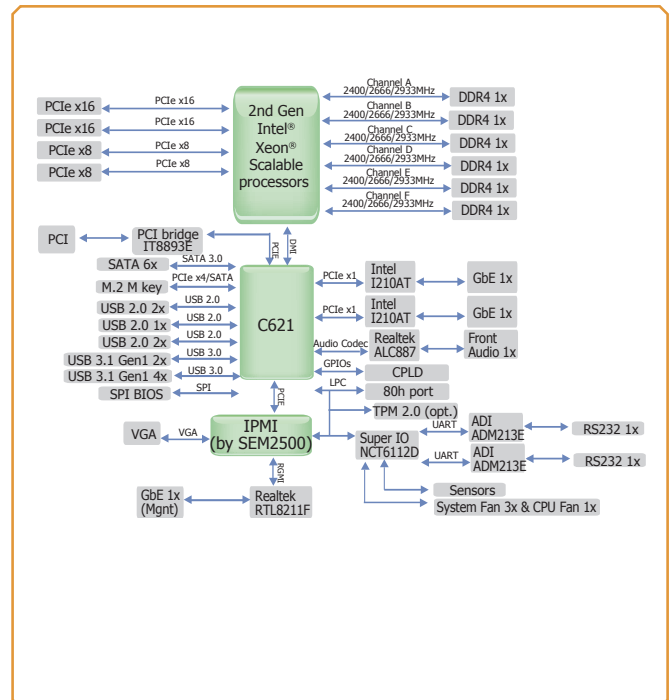 PCIe x16
PCIe x16
PCIe x16
PCIe x16
PCIe x8
PCIe x8
PCIe x8
PCIe x8
2nd Gen
Intel®
Xeon®
Scalable
processors
Channel A
2400/2666/2933MHz
DDR4 1x
Channel B
2400/2666/2933MHz
DDR4 1x
Channel C
2400/2666/2933MHz
DDR4 1x
Channel D
2400/2666/2933MHz
DDR4 1x
Channel E
2400/2666/2933MHz
DDR4 1x
Channel F
2400/2666/2933MHz
DDR4 1x
PCI
PCI bridge
IT8893E
PCIE
DMI
SATA 6x
SATA 3.0
M.2 M key
PCIe x4/SATA
USB 2.0 2x
USB 2.0
USB 2.0 1x
USB 2.0
USB 2.0 2x
USB 2.0
USB 3.1 Gen1 2x
USB 3.0
USB 3.1 Gen1 4x
USB 3.0
SPI BIOS
SPI
C621
PCIe x1
Intel
I210AT
GbE 1x
PCIe x1
Intel
I210AT
GbE 1x
Audio Codec
Realtek
ALC887
Front
Audio 1x
GPIOs
CPLD
LPC
80h port
TPM 2.0 (opt.)
PCIE
VGA
VGA
IPMI
(by SEM2500)
Super IO
NCT6112D
UART
ADI
ADM213E
RS232 1x
UART
ADI
ADM213E
RS232 1x
RGMI
GbE 1x
(Mgnt)
Realtek
RTL8211F
Sensors
System Fan 3x & CPU Fan 1x